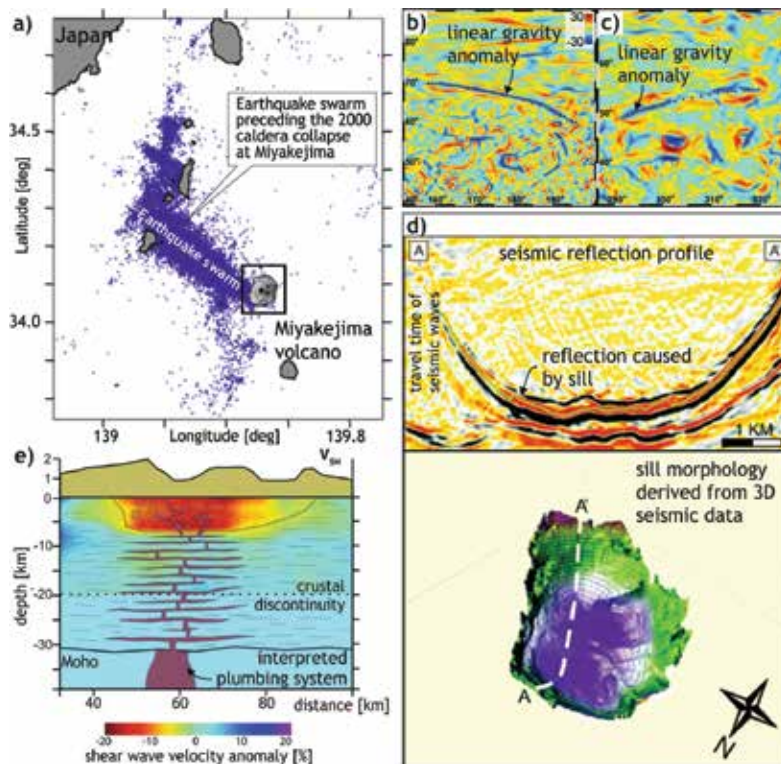 a)
Japan
Earthquake swarm
preceding the 2000
caldera collapse
at Miyakejima
Earthquake swarm
Miyakejima
volcano
Latitude [deg]
34.5
34.0
139
Longitude [deg]
139.8
b)
linear gravity
anomaly
30
-30
170°
180°
190°
c)
linear gravity
anomaly
d)
A
seismic reflection profile
A'
travel time of
seismic waves
reflection caused
by sill
1 KM
sill morphology
derived from 3D
seismic data
A'
A
N
e)
VSH
2
1
0
-10
-20
-30
depth [km]
crustal
discontinuity
Moho
interpreted
plumbing system
40
60
80
distance [km]
-20
-10
0
10
20
shear wave velocity anomaly [%]